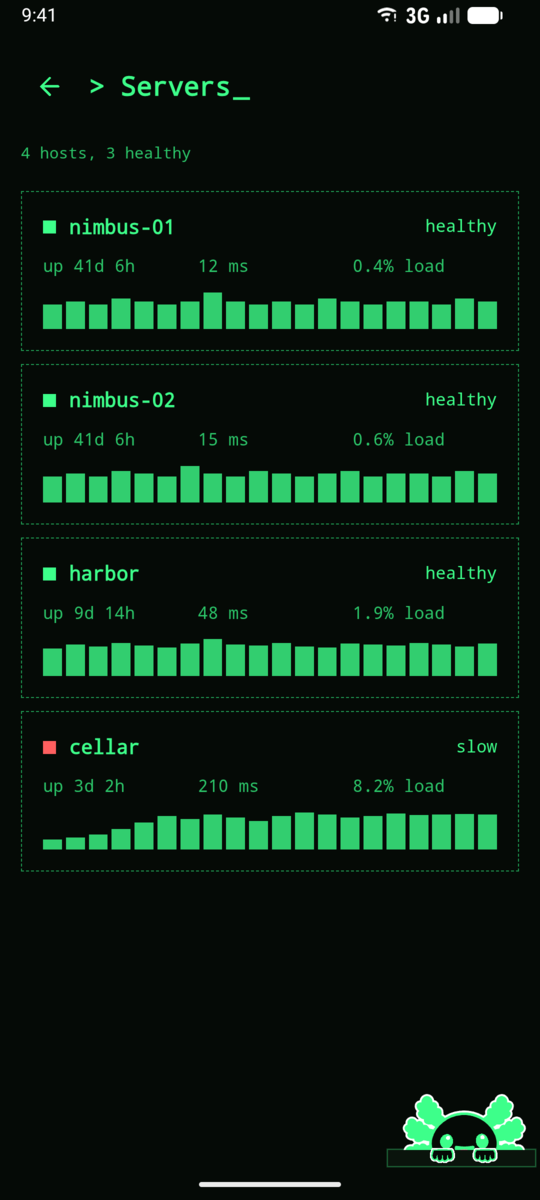 9:41
3G
> Servers_
4 hosts, 3 healthy
nimbus-01
healthy
up 41d 6h
12 ms
0.4% load
nimbus-02
healthy
up 41d 6h
15 ms
0.6% load
harbor
healthy
up 9d 14h
48 ms
1.9% load
cellar
slow
up 3d 2h
210 ms
8.2% load